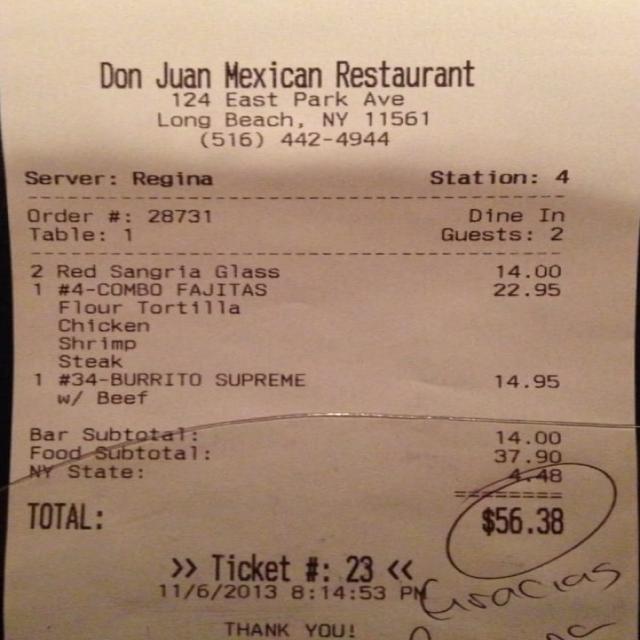 Don Juan Mexican Restaurant
124 East Park Ave
Long Beach, NY 11561
(516) 442-4944
Server: Regina Station: 4
Order #: 28731 Dine In
Table: 1 Guests: 2
2 Red Sangria Glass 14.00
1 #4-COMBO FAJITAS 22.95
Flour Tortilla
Chicken
Shrimp
Steak
1 #34-BURRITO SUPREME 14.95
w/ Beef
Bar Subtotal: 14.00
Food Subtotal: 37.90
NY State: 4.48
========
TOTAL: $56.38
>> Ticket #: 23 <<
11/6/2013 8:14:53 PM
Gracias
THANK YOU!